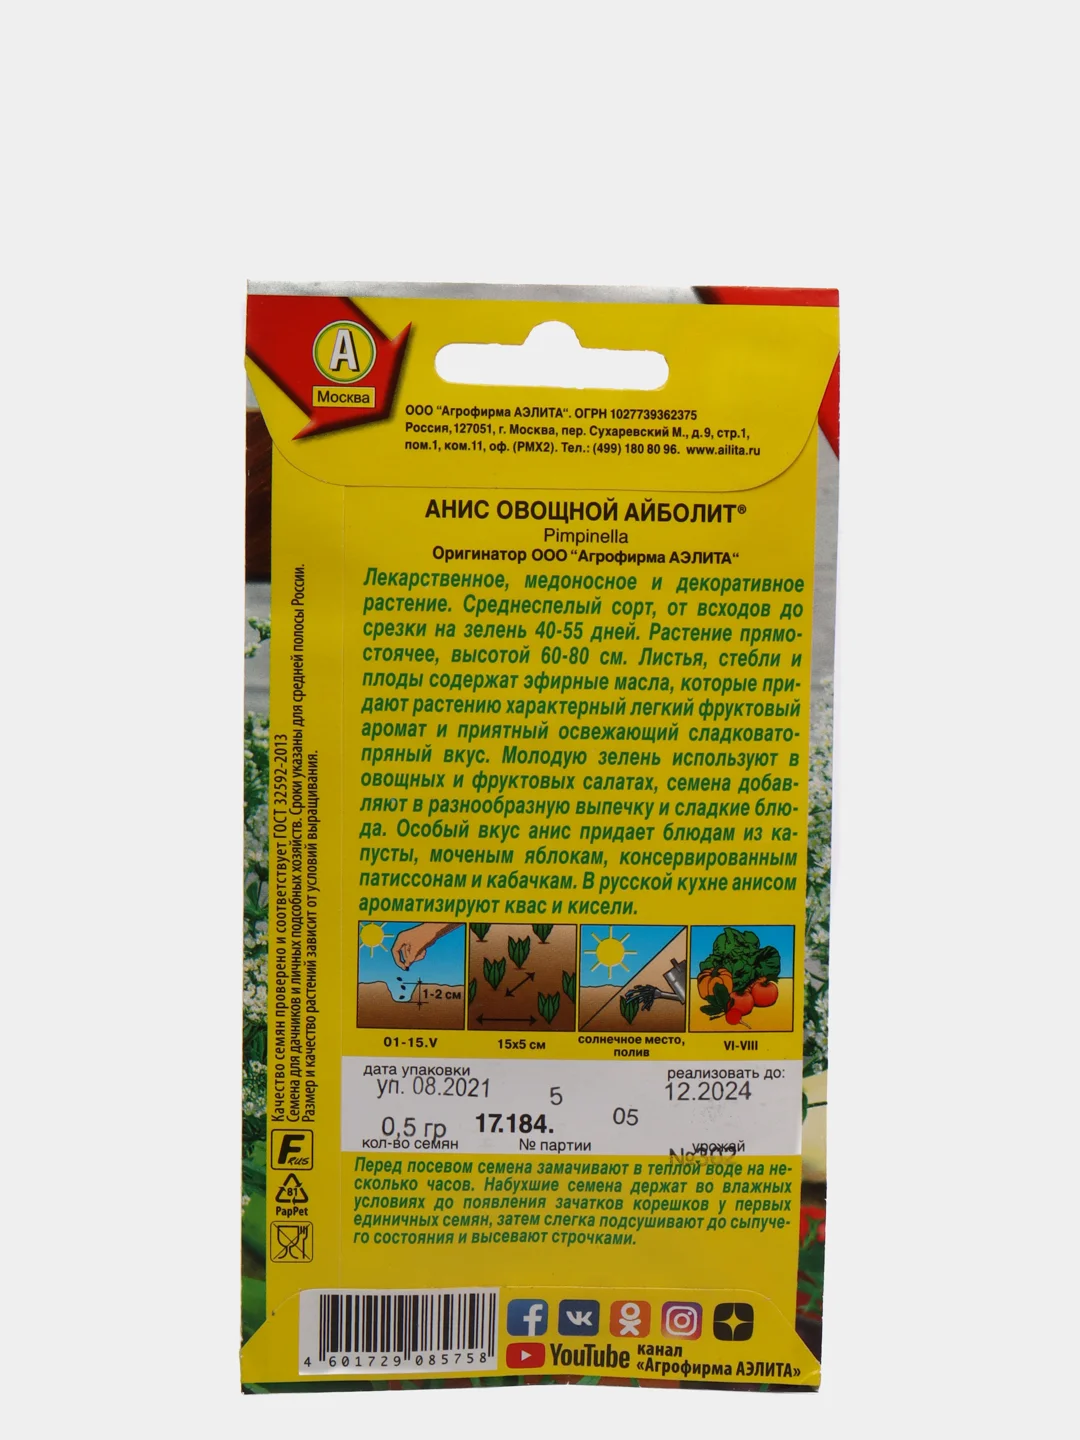 А
Москва
ООО “Агрофирма АЭЛИТА“. ОГРН 1027739362375
Россия,127051, г. Москва, пер. Сухаревский М., д.9, стр.1,
пом.1, ком.11, оф. (РМХ2). Тел.: (499) 180 80 96. www.ailita.ru
АНИС ОВОЩНОЙ АЙБОЛИТ®
Pimpinella
Оригинатор ООО “Агрофирма АЭЛИТА“
Лекарственное, медоносное и декоративное
растение. Среднеспелый сорт, от всходов до
срезки на зелень 40-55 дней. Растение прямо-
стоячее, высотой 60-80 см. Листья, стебли и
плоды содержат эфирные масла, которые при-
дают растению характерный легкий фруктовый
аромат и приятный освежающий сладковато-
пряный вкус. Молодую зелень используют в
овощных и фруктовых салатах, семена добав-
ляют в разнообразную выпечку и сладкие блю-
да. Особый вкус анис придает блюдам из ка-
пусты, моченым яблокам, консервированным
патиссонам и кабачкам. В русской кухне анисом
ароматизируют квас и кисели.
Качество семян проверено и соответствует ГОСТ 32592-2013
Семена для дачников и личных подсобных хозяйств. Сроки указаны для средней полосы России.
Размер и качество растений зависит от условий выращивания.
1-2 см
01-15.V
15х5 см
солнечное место,
полив
VI-VIII
дата упаковки
реализовать до:
уп. 08.2021
5
12.2024
0,5 гр
17.184.
05
кол-во семян
№ партии
урожай
№302
F RUS
81
PapPet
Перед посевом семена замачивают в теплой воде на не-
сколько часов. Набухшие семена держат во влажных
условиях до появления зачатков корешков у первых
единичных семян, затем слегка подсушивают до сыпуче-
го состояния и высевают строчками.
4 601729 085758
YouTube
канал
«Агрофирма АЭЛИТА»